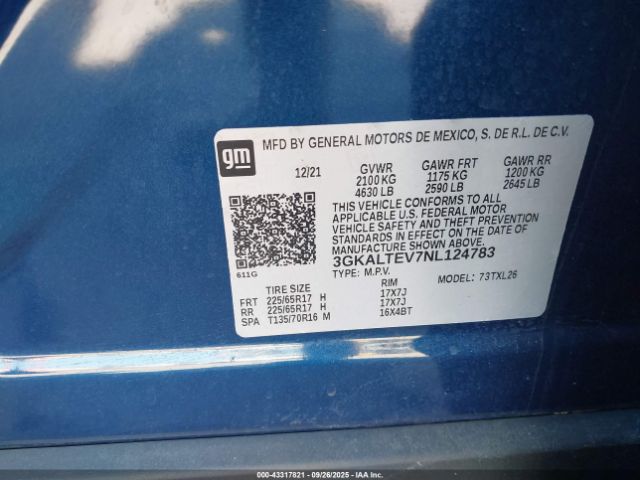 gm
MFD BY GENERAL MOTORS DE MEXICO, S. DE R.L. DE C.V.
12/21 GVWR GAWR FRT GAWR RR
2100 KG 1175 KG 1200 KG
4630 LB 2590 LB 2645 LB
THIS VEHICLE CONFORMS TO ALL
APPLICABLE U.S. FEDERAL MOTOR
VEHICLE SAFETY AND THEFT PREVENTION
STANDARDS IN EFFECT ON THE DATE OF
MANUFACTURE SHOWN ABOVE.
3GKALTEV7NL124783
611G
TYPE: M.P.V. MODEL: 73TXL26
TIRE SIZE RIM
FRT 225/65R17 H 17X7J
RR 225/65R17 H 17X7J
SPA T135/70R16 M 16X4BT
000-43317821 - 09/26/2025 - IAA Inc.